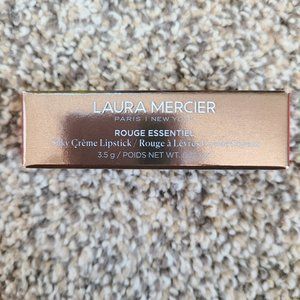 LAURA MERCIER
PARIS | NEW YORK
ROUGE ESSENTIEL
Silky Crème Lipstick / Rouge à Lèvres
3.5 g / POIDS NET WT.